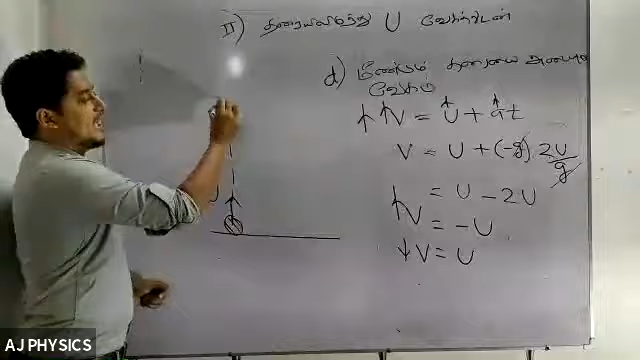 II) தரையிலிருந்து U வேகத்துடன்
d) மீண்டும் தரையை அடையும்
வேகம்
↑ ↑V = ↑U + ↑at
V = U + (-g) 2U/g
= U - 2U
↑V = -U
↓V = U
U
AJ PHYSICS